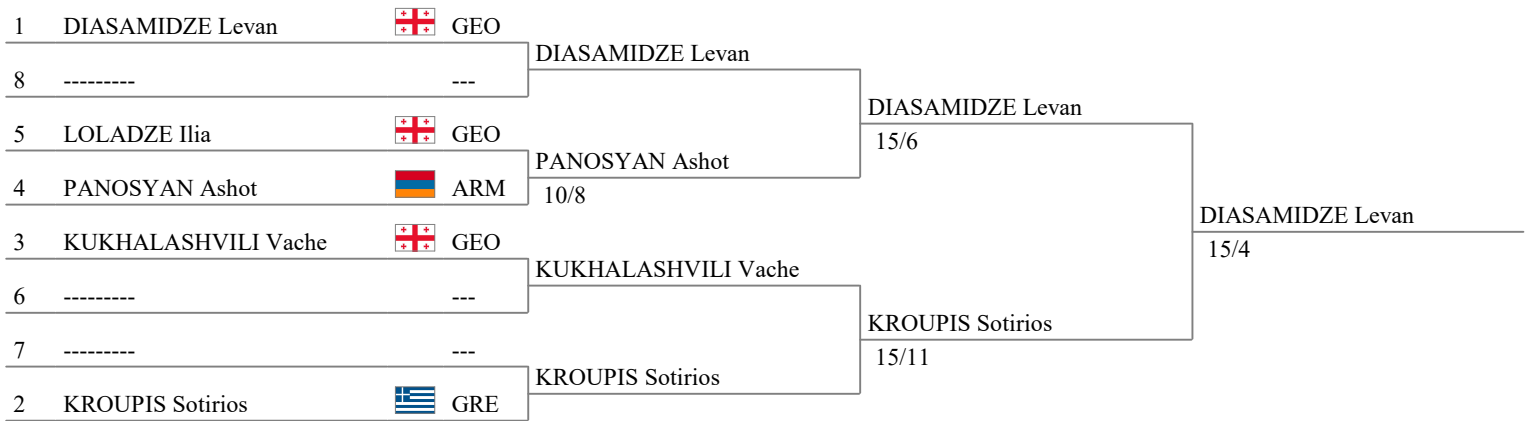 1 DIASAMIDZE Levan GEO
DIASAMIDZE Levan
8 --------- ---
DIASAMIDZE Levan
15/6
5 LOLADZE Ilia GEO
PANOSYAN Ashot
10/8
4 PANOSYAN Ashot ARM
DIASAMIDZE Levan
15/4
3 KUKHALASHVILI Vache GEO
KUKHALASHVILI Vache
6 --------- ---
KROUPIS Sotirios
15/11
7 --------- ---
KROUPIS Sotirios
2 KROUPIS Sotirios GRE